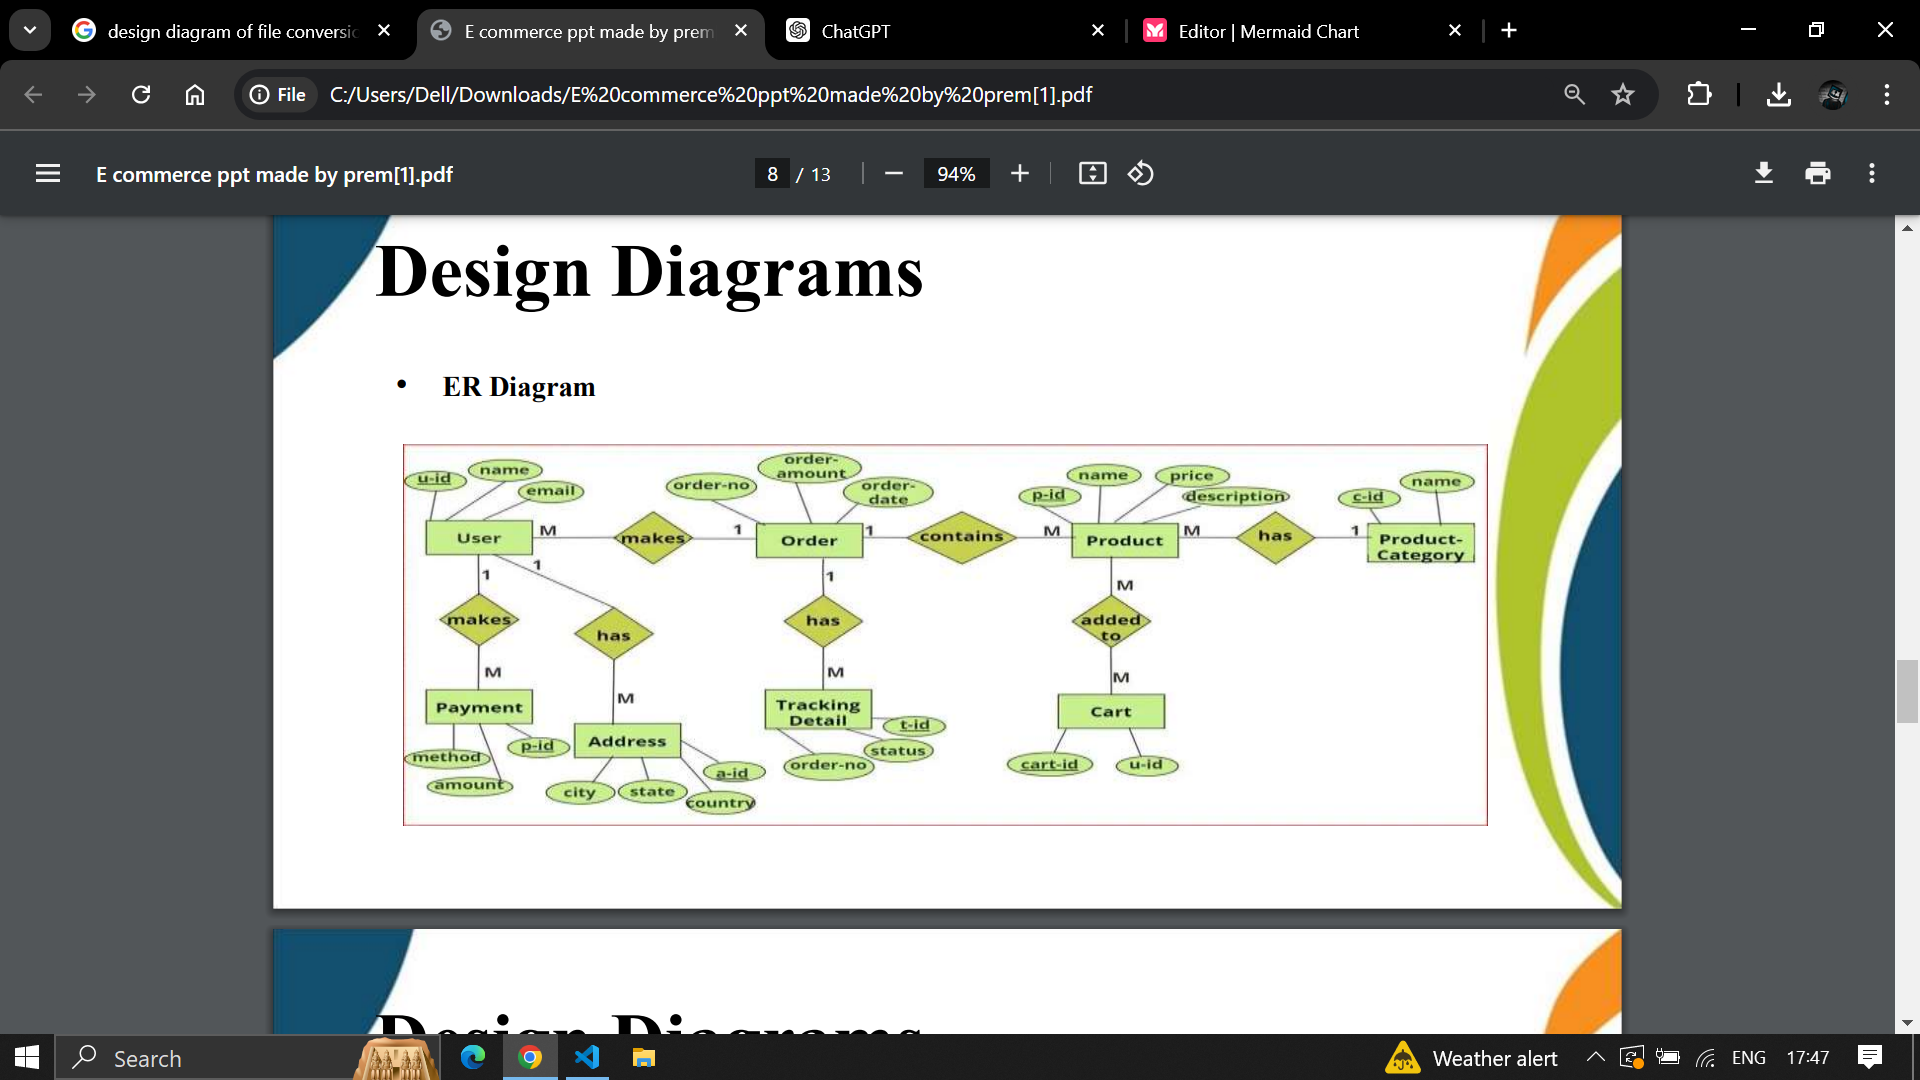 design diagram of file conversic
E commerce ppt made by prem
ChatGPT
Editor | Mermaid Chart
File
C:/Users/Dell/Downloads/E%20commerce%20ppt%20made%20by%20prem[1].pdf
E commerce ppt made by prem[1].pdf
8 / 13
94%
Design Diagrams
• ER Diagram
u-id
name
email
order-no
order-
amount
order-
date
p-id
name
price
description
c-id
name
User
M
makes
1
Order
1
contains
M
Product
M
has
1
Product-
Category
1
1
1
M
makes
has
has
added
to
M
M
M
M
Payment
Address
Tracking
Detail
Cart
method
amount
p-id
city
state
country
a-id
order-no
status
t-id
cart-id
u-id
Design Diagrams
Search
Weather alert
ENG
17:47